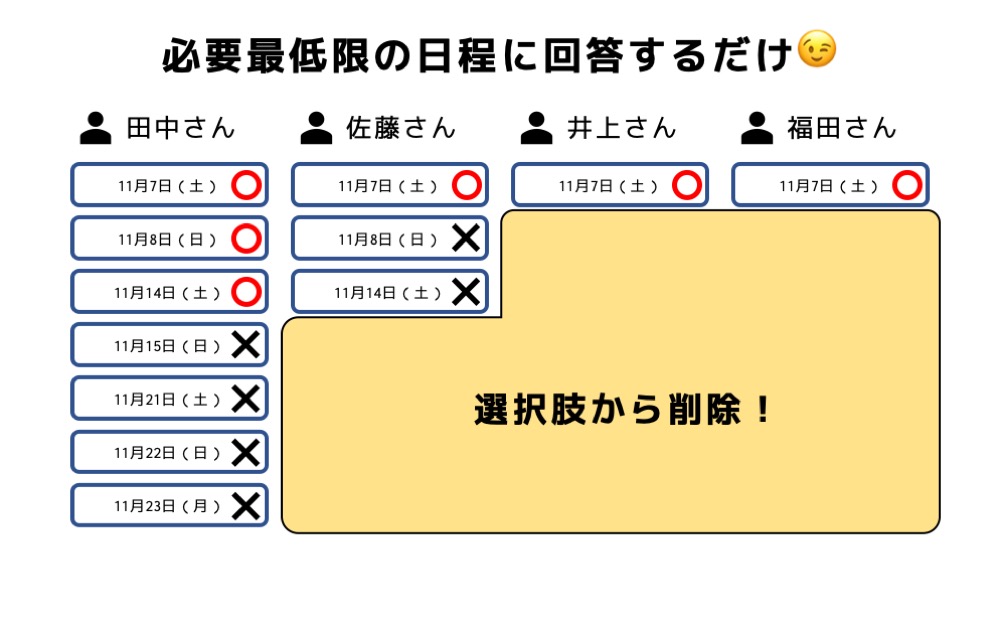 必要最低限の日程に回答するだけ😉
田中さん
佐藤さん
井上さん
福田さん
11月7日（土）
11月7日（土）
11月7日（土）
11月7日（土）
11月8日（日）
11月8日（日）
11月14日（土）
11月14日（土）
11月15日（日）
11月21日（土）
11月22日（日）
11月23日（月）
選択肢から削除！